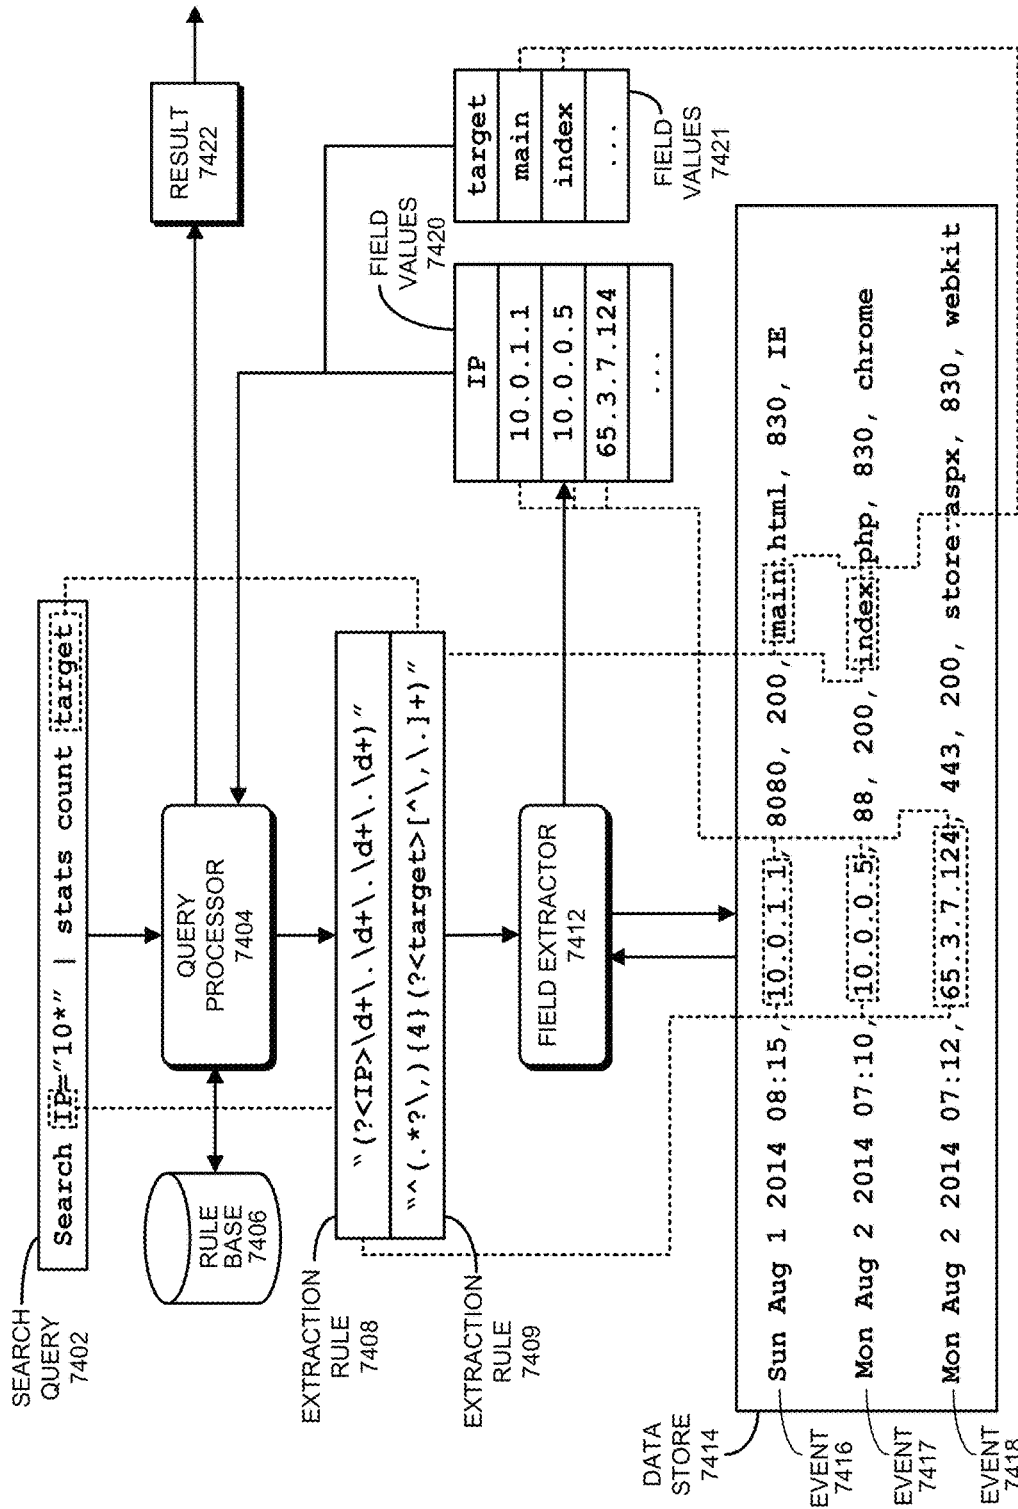 SEARCH
QUERY
7402
Search IP="10*" | stats count target
RULE
BASE
7406
QUERY
PROCESSOR
7404
RESULT
7422
EXTRACTION
RULE
7408
"(?<IP>\d+\.\d+\.\d+\.\d+)"
"^(.*?\,){4}(?<target>[^\,\.]+)"
EXTRACTION
RULE
7409
FIELD EXTRACTOR
7412
FIELD
VALUES
7420
IP
10.0.1.1
10.0.0.5
65.3.7.124
...
target
main
index
...
FIELD
VALUES
7421
DATA
STORE
7414
EVENT
7416
Sun Aug 1 2014 08:15, 10.0.1.1, 8080, 200, main.html, 830, IE
EVENT
7417
Mon Aug 2 2014 07:10, 10.0.0.5, 88, 200, index.php, 830, chrome
EVENT
7418
Mon Aug 2 2014 07:12, 65.3.7.124, 443, 200, store.aspx, 830, webkit